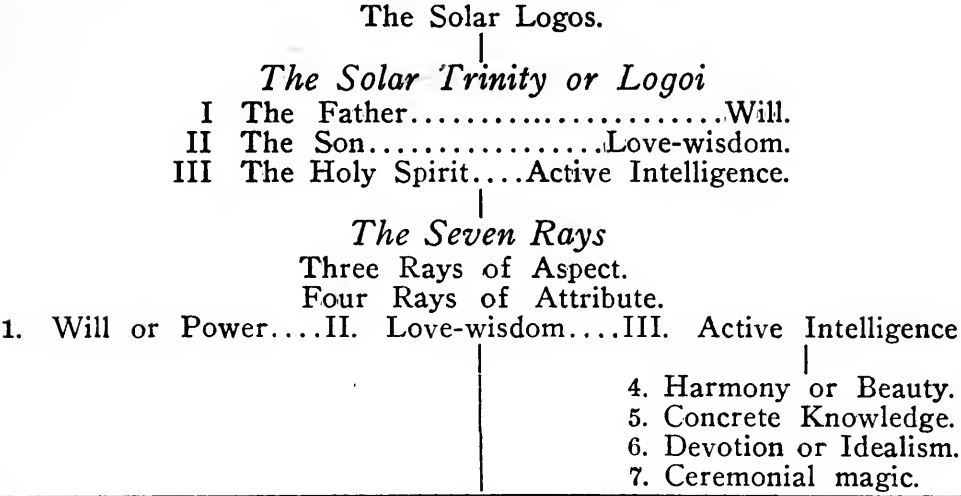 The Solar Logos.
The Solar Trinity or Logoi
I The Father.............................Will.
II The Son.................Love-wisdom.
III The Holy Spirit....Active Intelligence.
The Seven Rays
Three Rays of Aspect.
Four Rays of Attribute.
1. Will or Power....II. Love-wisdom....III. Active Intelligence
4. Harmony or Beauty.
5. Concrete Knowledge.
6. Devotion or Idealism.
7. Ceremonial magic.